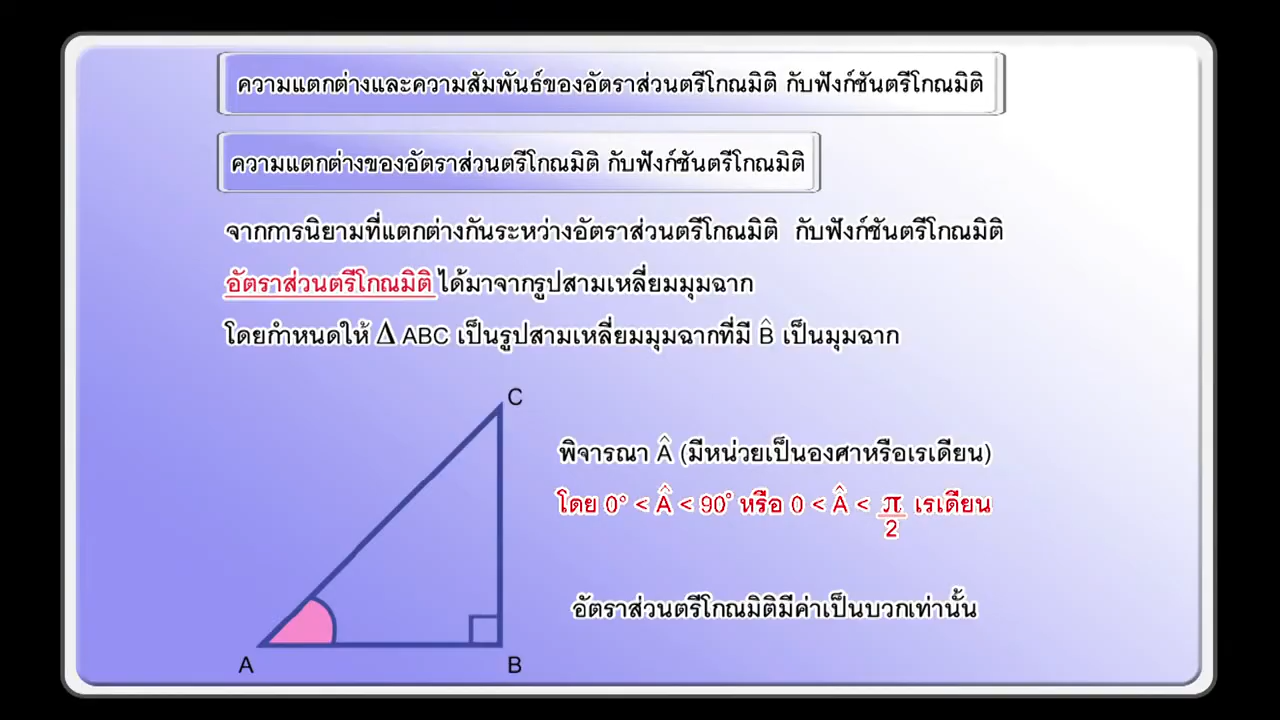 ความแตกต่างและความสัมพันธ์ของอัตราส่วนตรีโกณมิติ กับฟังก์ชันตรีโกณมิติ
ความแตกต่างของอัตราส่วนตรีโกณมิติ กับฟังก์ชันตรีโกณมิติ
จากการนิยามที่แตกต่างกันระหว่างอัตราส่วนตรีโกณมิติ กับฟังก์ชันตรีโกณมิติ
อัตราส่วนตรีโกณมิติ ได้มาจากรูปสามเหลี่ยมมุมฉาก
โดยกำหนดให้ Δ ABC เป็นรูปสามเหลี่ยมมุมฉากที่มี B̂ เป็นมุมฉาก
C
พิจารณา Â (มีหน่วยเป็นองศาหรือเรเดียน)
โดย 0° < Â < 90° หรือ 0 < Â < π/2 เรเดียน
อัตราส่วนตรีโกณมิติมีค่าเป็นบวกเท่านั้น
A B